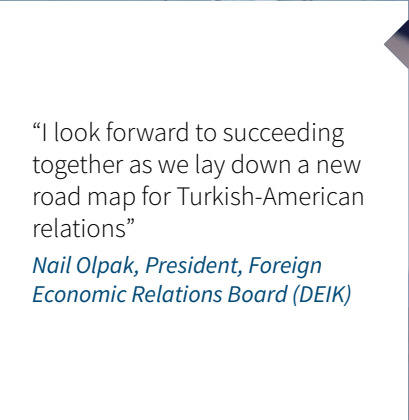 “I look forward to succeeding
together as we lay down a new
road map for Turkish-American
relations”
Nail Olpak, President, Foreign
Economic Relations Board (DEIK)